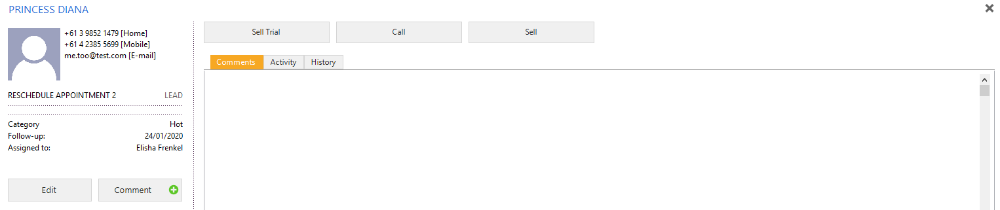 PRINCESS DIANA
+61 3 9852 1479 [Home]
+61 4 2385 5699 [Mobile]
me.too@test.com [E-mail]
RESCHEDULE APPOINTMENT 2 LEAD
Category Hot
Follow-up: 24/01/2020
Assigned to: Elisha Frenkel
Edit Comment
Sell Trial Call Sell
Comments Activity History